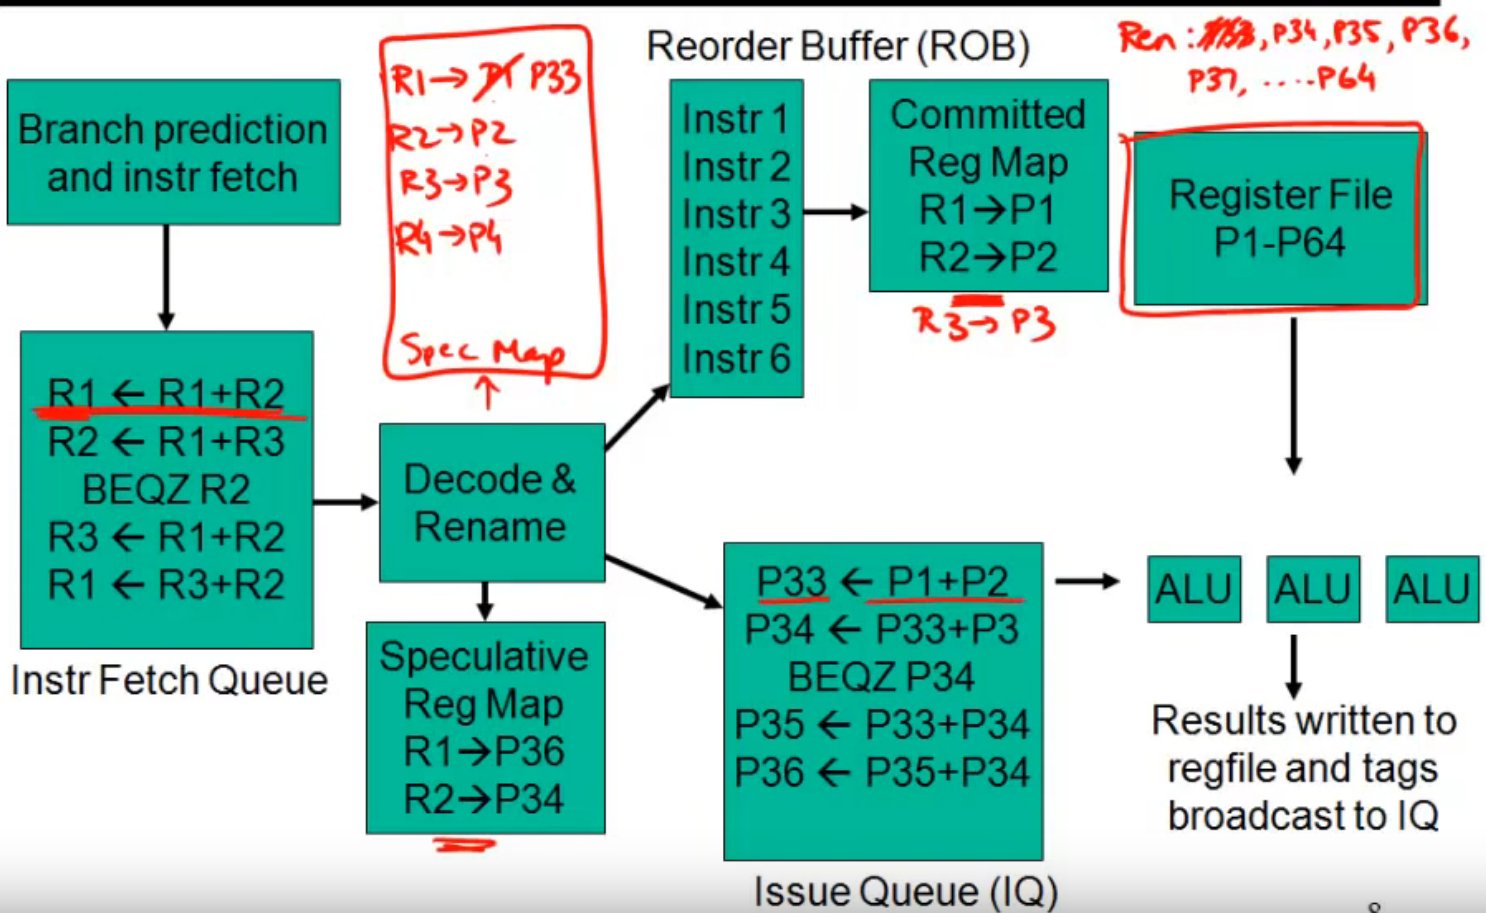 Branch prediction
and instr fetch
R1→P1 P33
R2→P2
R3→P3
R4→P4
Spec Map
Reorder Buffer (ROB)
Instr 1
Instr 2
Instr 3
Instr 4
Instr 5
Instr 6
Committed
Reg Map
R1→P1
R2→P2
R3→P3
Ren: P33, P34, P35, P36,
P37, ....P64
Register File
P1-P64
R1 ← R1+R2
R2 ← R1+R3
BEQZ R2
R3 ← R1+R2
R1 ← R3+R2
Instr Fetch Queue
Decode &
Rename
Speculative
Reg Map
R1→P36
R2→P34
P33 ← P1+P2
P34 ← P33+P3
BEQZ P34
P35 ← P33+P34
P36 ← P35+P34
Issue Queue (IQ)
ALU
ALU
ALU
Results written to
regfile and tags
broadcast to IQ